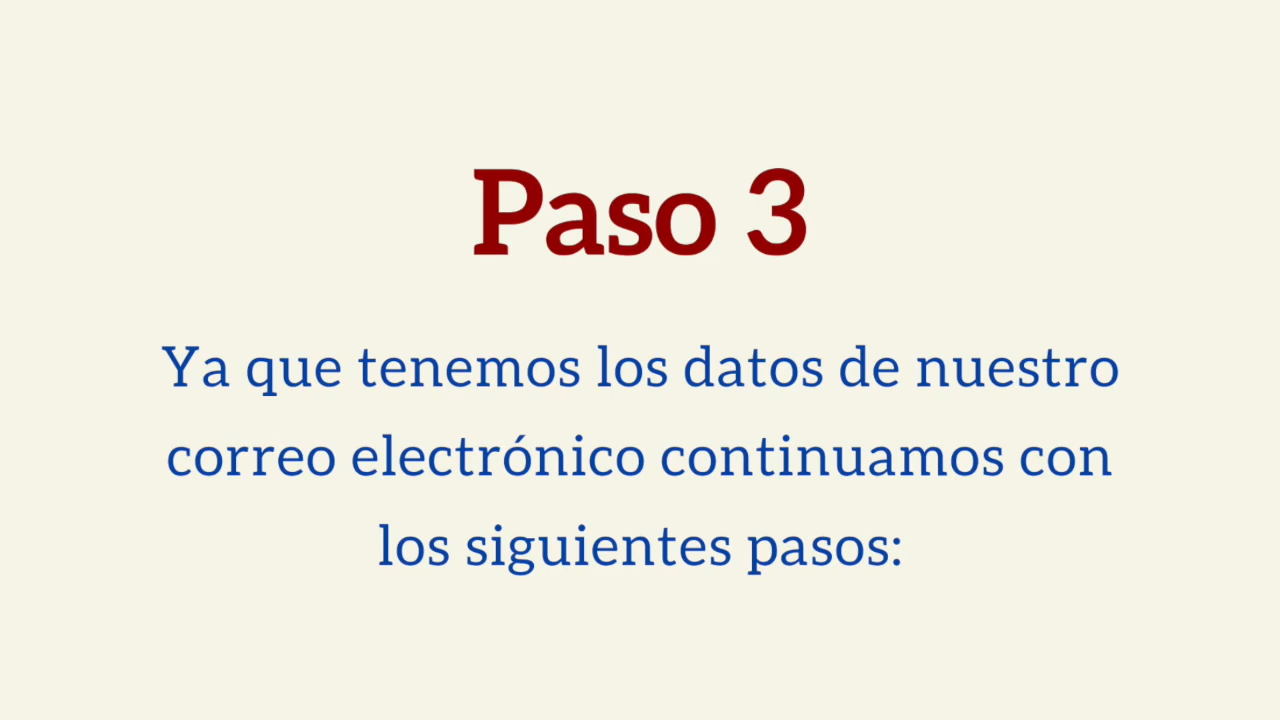 Paso 3
Ya que tenemos los datos de nuestro
correo electrónico continuamos con
los siguientes pasos: